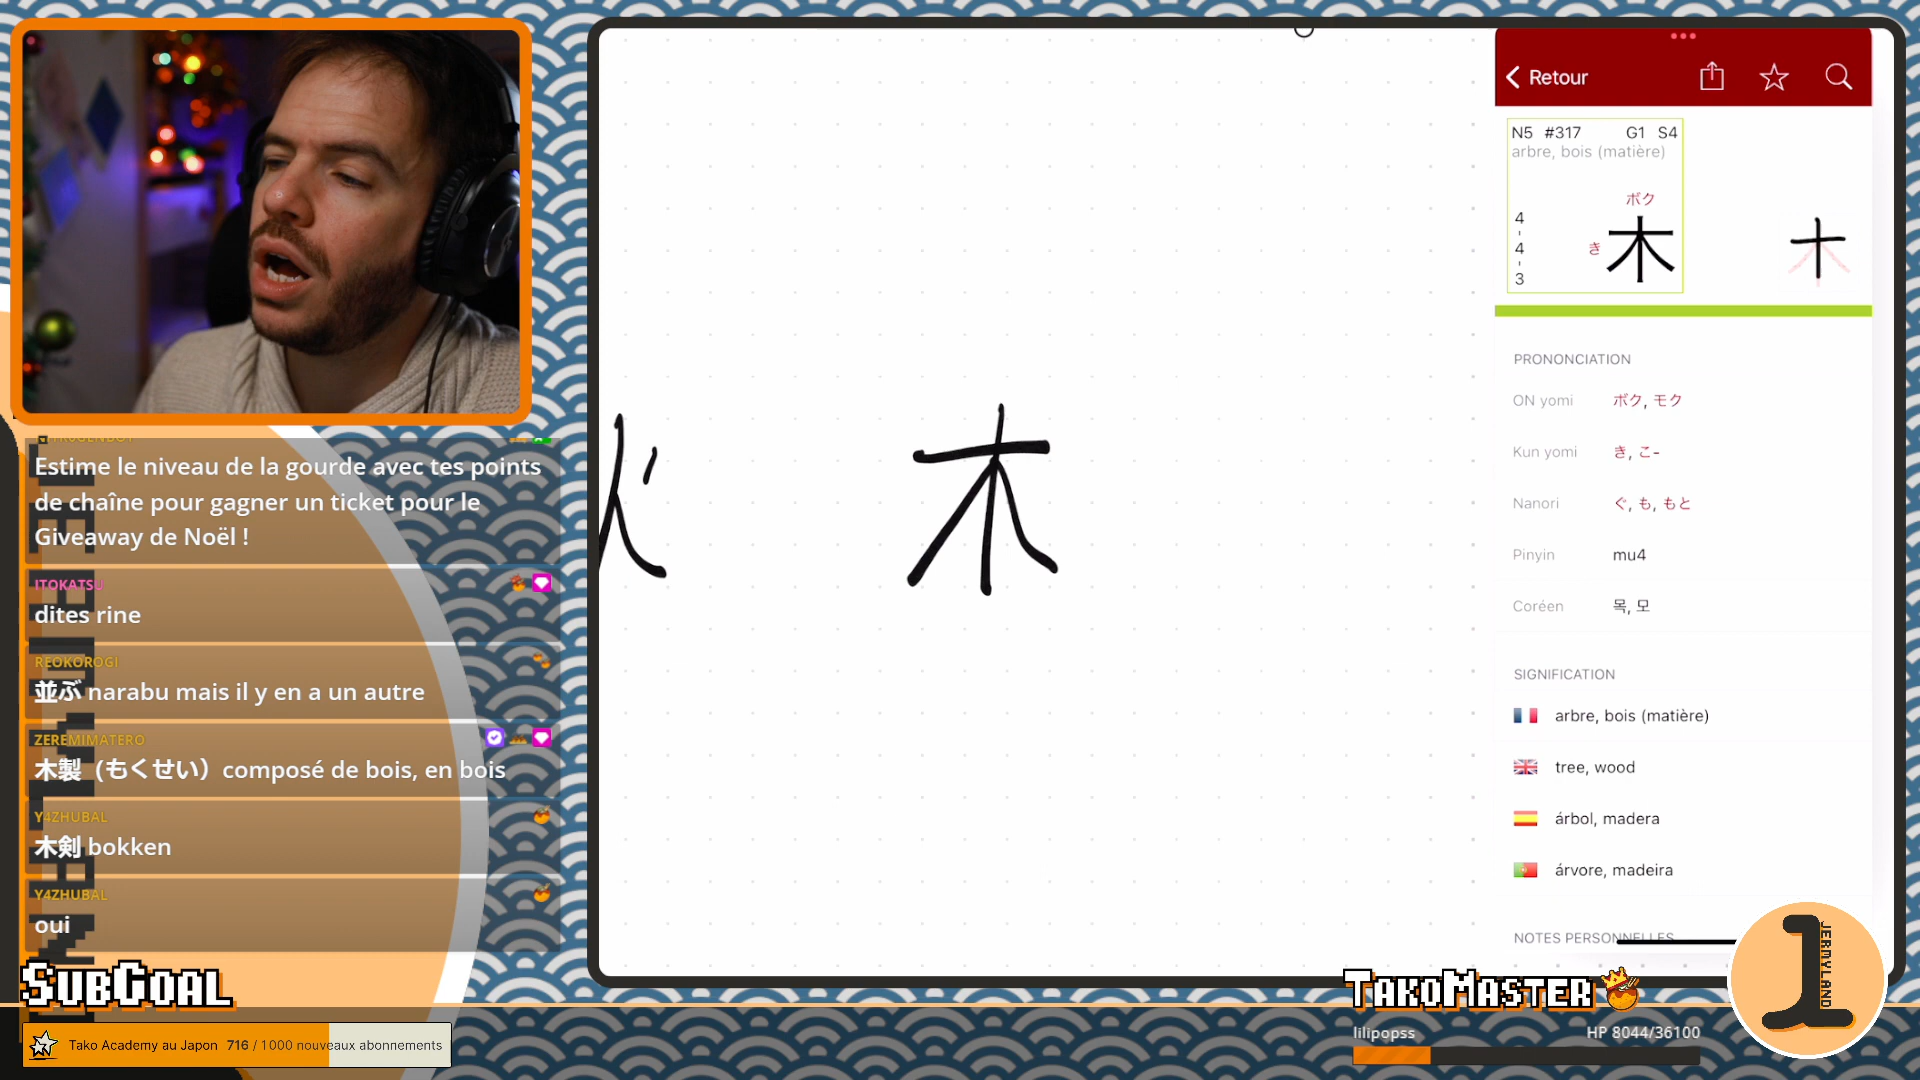 Estime le niveau de la gourde avec tes points
de chaîne pour gagner un ticket pour le
Giveaway de Noël !
ITOKATSU
dites rine
REOKOROGI
並ぶ narabu mais il y en a un autre
ZEREMIMATERO
木製（もくせい）composé de bois, en bois
Y4ZHUBAL
木剣 bokken
Y4ZHUBAL
oui
SUBGOAL
Tako Academy au Japon 716 / 1000 nouveaux abonnements
木
Retour
N5 #317 G1 S4
arbre, bois (matière)
ボク
4
-
4
-
3
き
木
PRONONCIATION
ON yomi ボク, モク
Kun yomi き, こ-
Nanori ぐ, も, もと
Pinyin mu4
Coréen 목, 모
SIGNIFICATION
arbre, bois (matière)
tree, wood
árbol, madera
árvore, madeira
NOTES PERSONNELLES
TAKOMASTER
lilipopss HP 8044/36100
1
JEREMYLAND